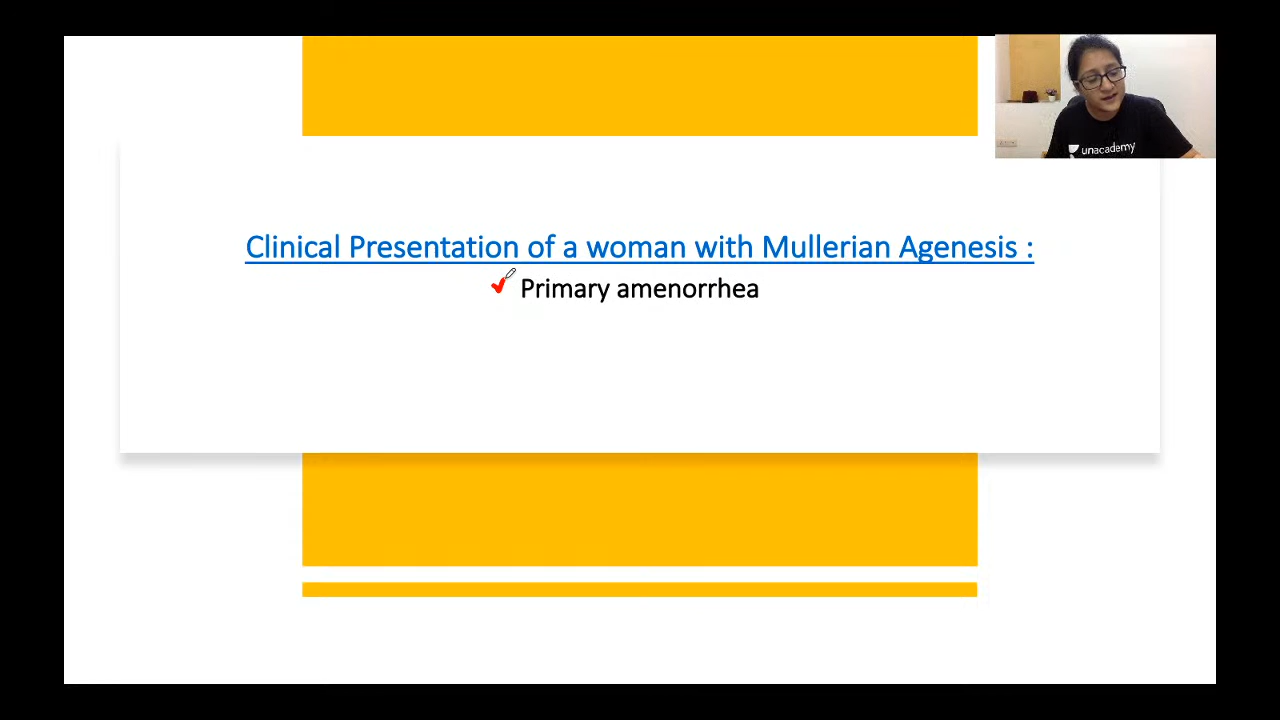 unacademy
Clinical Presentation of a woman with Mullerian Agenesis :
Primary amenorrhea